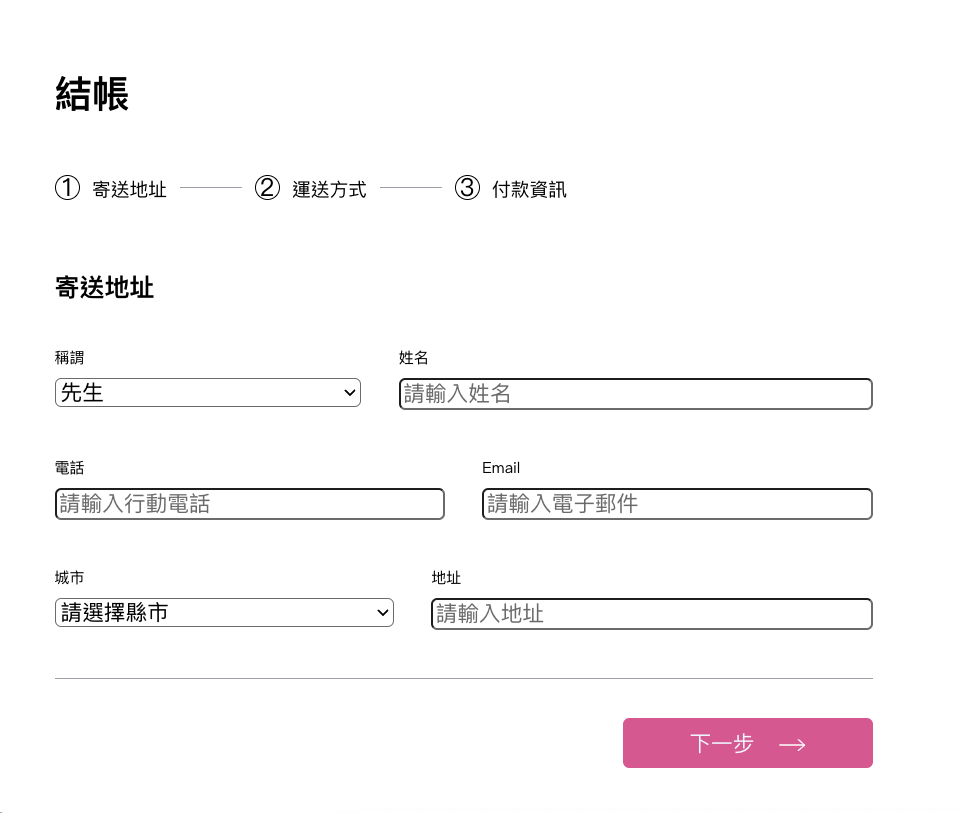 結帳
① 寄送地址 ② 運送方式 ③ 付款資訊
寄送地址
稱謂 姓名
先生 請輸入姓名
電話 Email
請輸入行動電話 請輸入電子郵件
城市 地址
請選擇縣市 請輸入地址
下一步 →